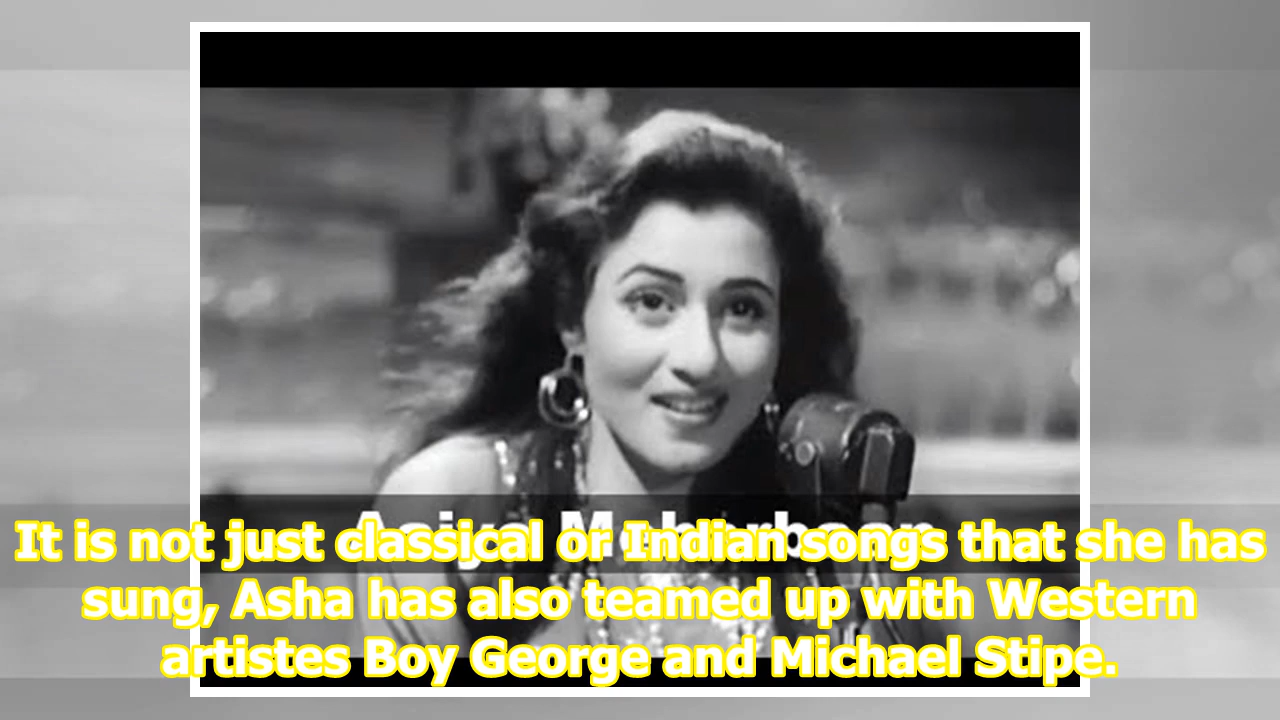 It is not just classical or Indian songs that she has
sung, Asha has also teamed up with Western
artistes Boy George and Michael Stipe.